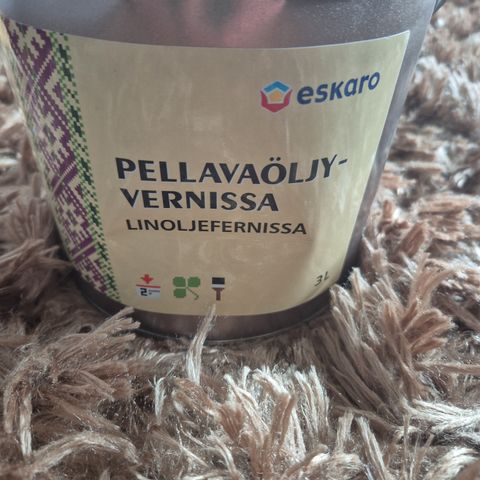 eskaro
PELLAVAÖLJY-
VERNISSA
LINOLJEFERNISSA
3L